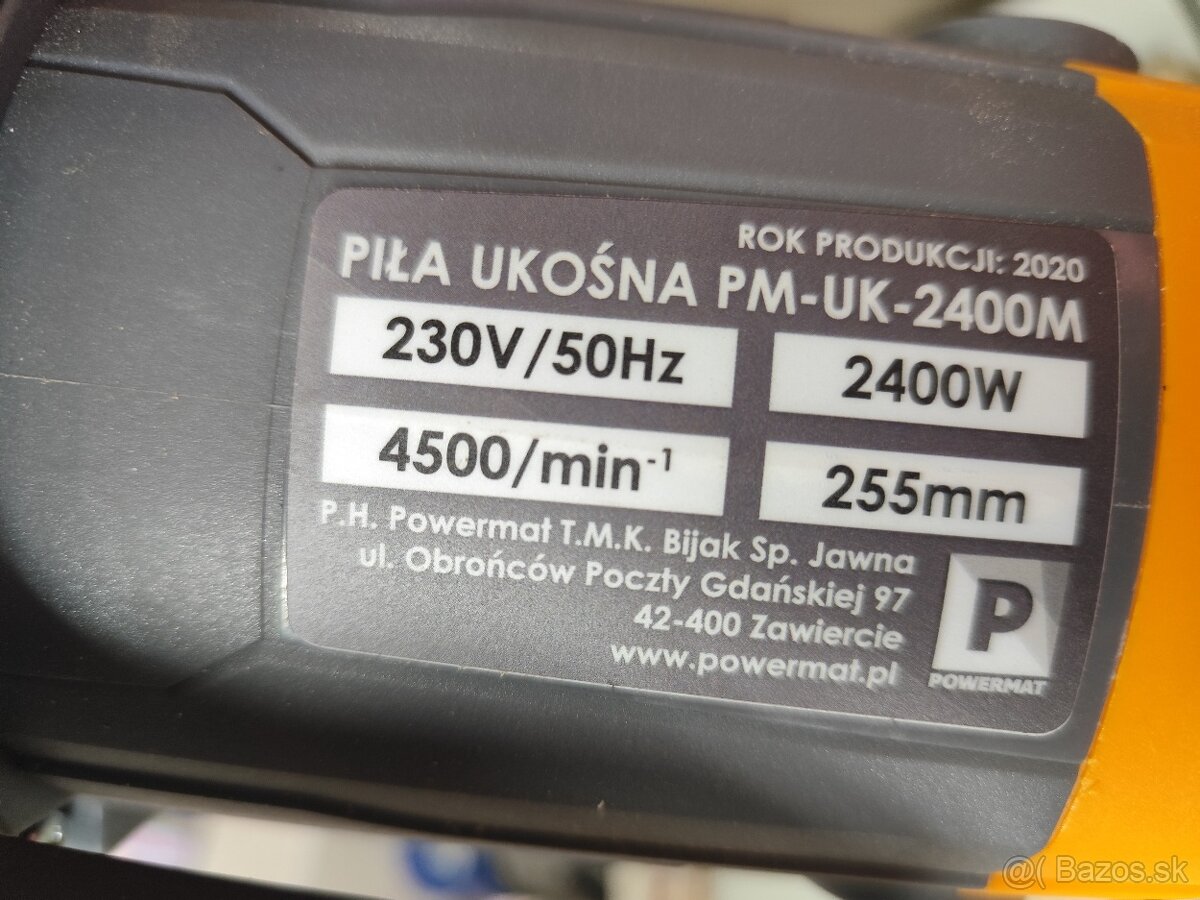 ROK PRODUKCJI: 2020
PIŁA UKOŚNA PM-UK-2400M
230V/50Hz 2400W
4500/min⁻¹ 255mm
P.H. Powermat T.M.K. Bijak Sp. Jawna
ul. Obrońców Poczty Gdańskiej 97
42-400 Zawiercie
www.powermat.pl
P
POWERMAT
@( Bazos.sk